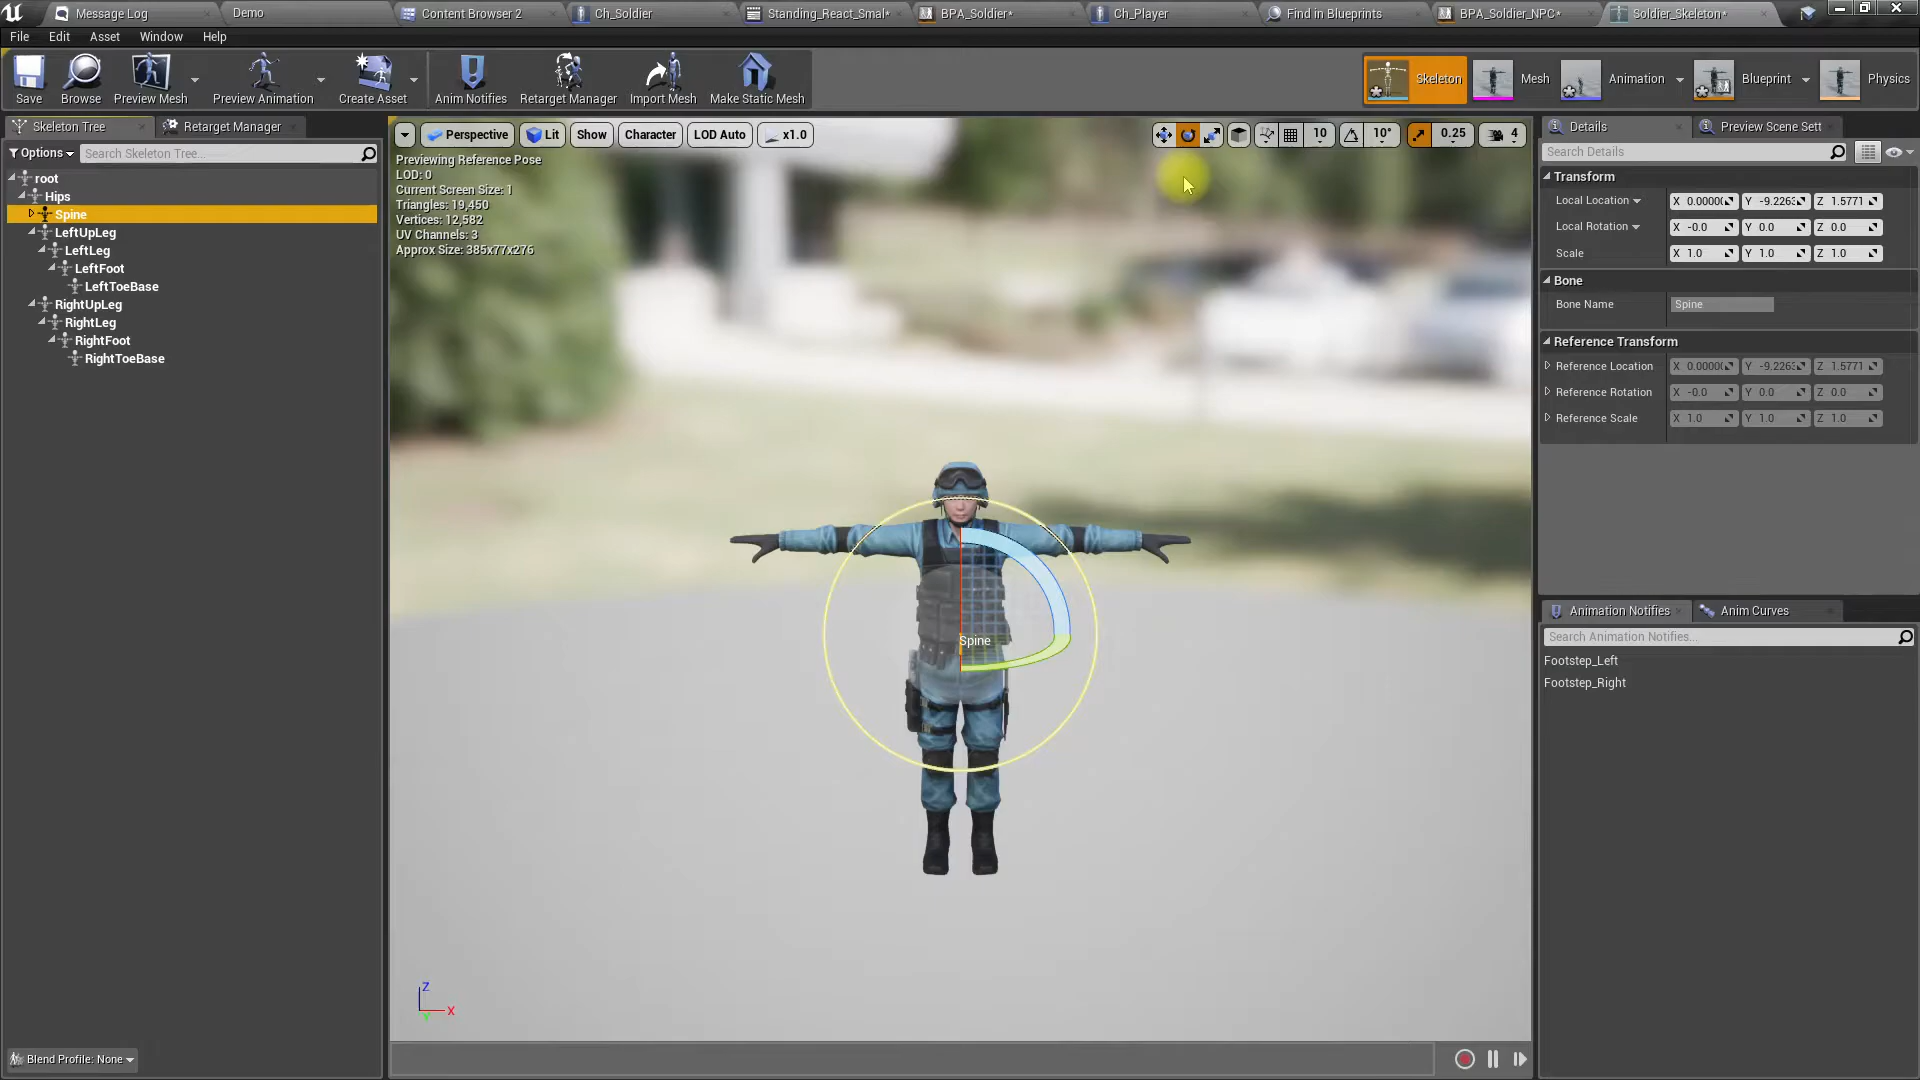 Message Log
Demo
Content Browser 2
Ch_Soldier
Standing_React_Smal*
BPA_Soldier*
Ch_Player
Find in Blueprints
BPA_Soldier_NPC*
Soldier_Skeleton*
File Edit Asset Window Help
Save
Browse
Preview Mesh
Preview Animation
Create Asset
Anim Notifies
Retarget Manager
Import Mesh
Make Static Mesh
Skeleton
Mesh
Animation
Blueprint
Physics
Skeleton Tree
Retarget Manager
Options
Search Skeleton Tree...
root
Hips
Spine
LeftUpLeg
LeftLeg
LeftFoot
LeftToeBase
RightUpLeg
RightLeg
RightFoot
RightToeBase
Blend Profile: None
Perspective
Lit
Show
Character
LOD Auto
x1.0
10
10°
0.25
4
Previewing Reference Pose
LOD: 0
Current Screen Size: 1
Triangles: 19,450
Vertices: 12,582
UV Channels: 3
Approx Size: 385x77x276
Spine
Z
X
Y
Details
Preview Scene Sett
Search Details
Transform
Local Location X 0.0000 Y -9.226 Z 1.5771
Local Rotation X -0.0 Y 0.0 Z 0.0
Scale X 1.0 Y 1.0 Z 1.0
Bone
Bone Name Spine
Reference Transform
Reference Location X 0.0000 Y -9.226 Z 1.5771
Reference Rotation X -0.0 Y 0.0 Z 0.0
Reference Scale X 1.0 Y 1.0 Z 1.0
Animation Notifies
Anim Curves
Search Animation Notifies...
Footstep_Left
Footstep_Right